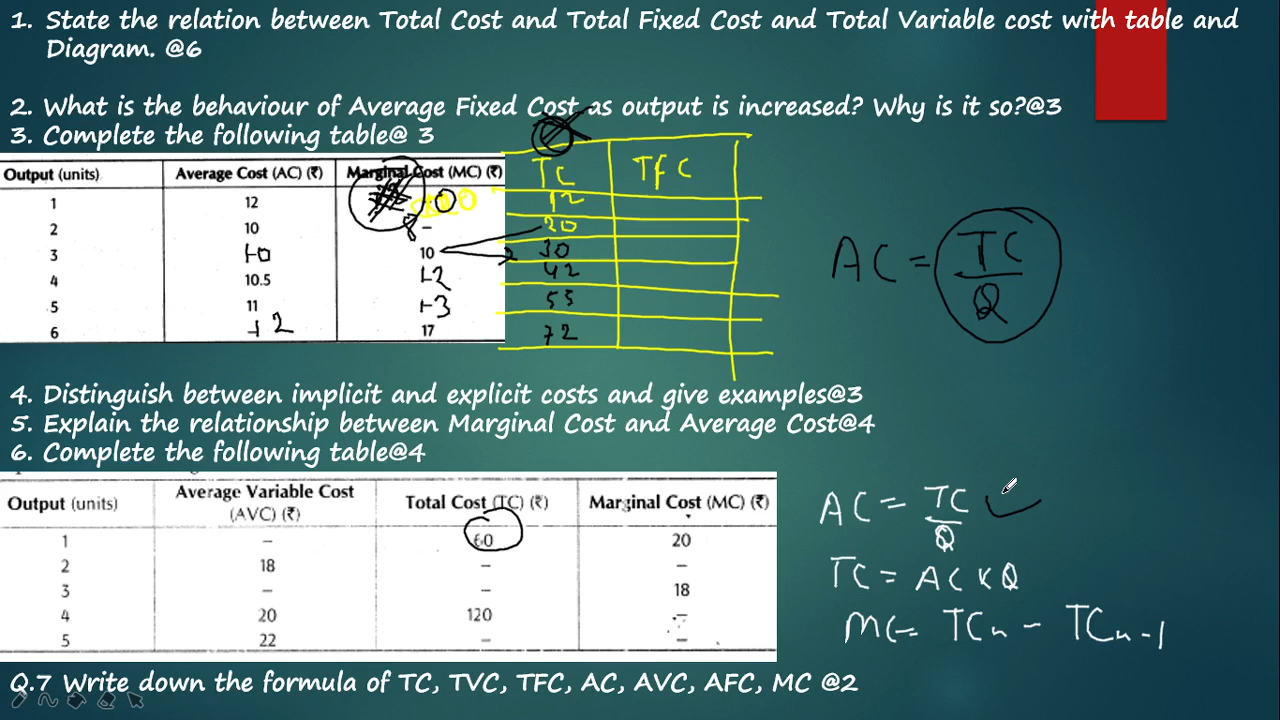 1. State the relation between Total Cost and Total Fixed Cost and Total Variable cost with table and
Diagram. @6
2. What is the behaviour of Average Fixed Cost as output is increased? Why is it so?@3
3. Complete the following table@ 3
Output (units) Average Cost (AC) (₹) Marginal Cost (MC) (₹) TC TFC
1 12 0 12
2 10 8 – 20
3 10 10 30
4 10.5 12 42
5 11 13 55
6 12 17 72
AC = TC
Q
4. Distinguish between implicit and explicit costs and give examples@3
5. Explain the relationship between Marginal Cost and Average Cost@4
6. Complete the following table@4
Output (units) Average Variable Cost (AVC) (₹) Total Cost (TC) (₹) Marginal Cost (MC) (₹)
1 – 60 20
2 18 – –
3 – – 18
4 20 120 –
5 22 – –
AC = TC
Q
TC = AC x Q
MC = TCn – TCn-1
Q.7 Write down the formula of TC, TVC, TFC, AC, AVC, AFC, MC @2